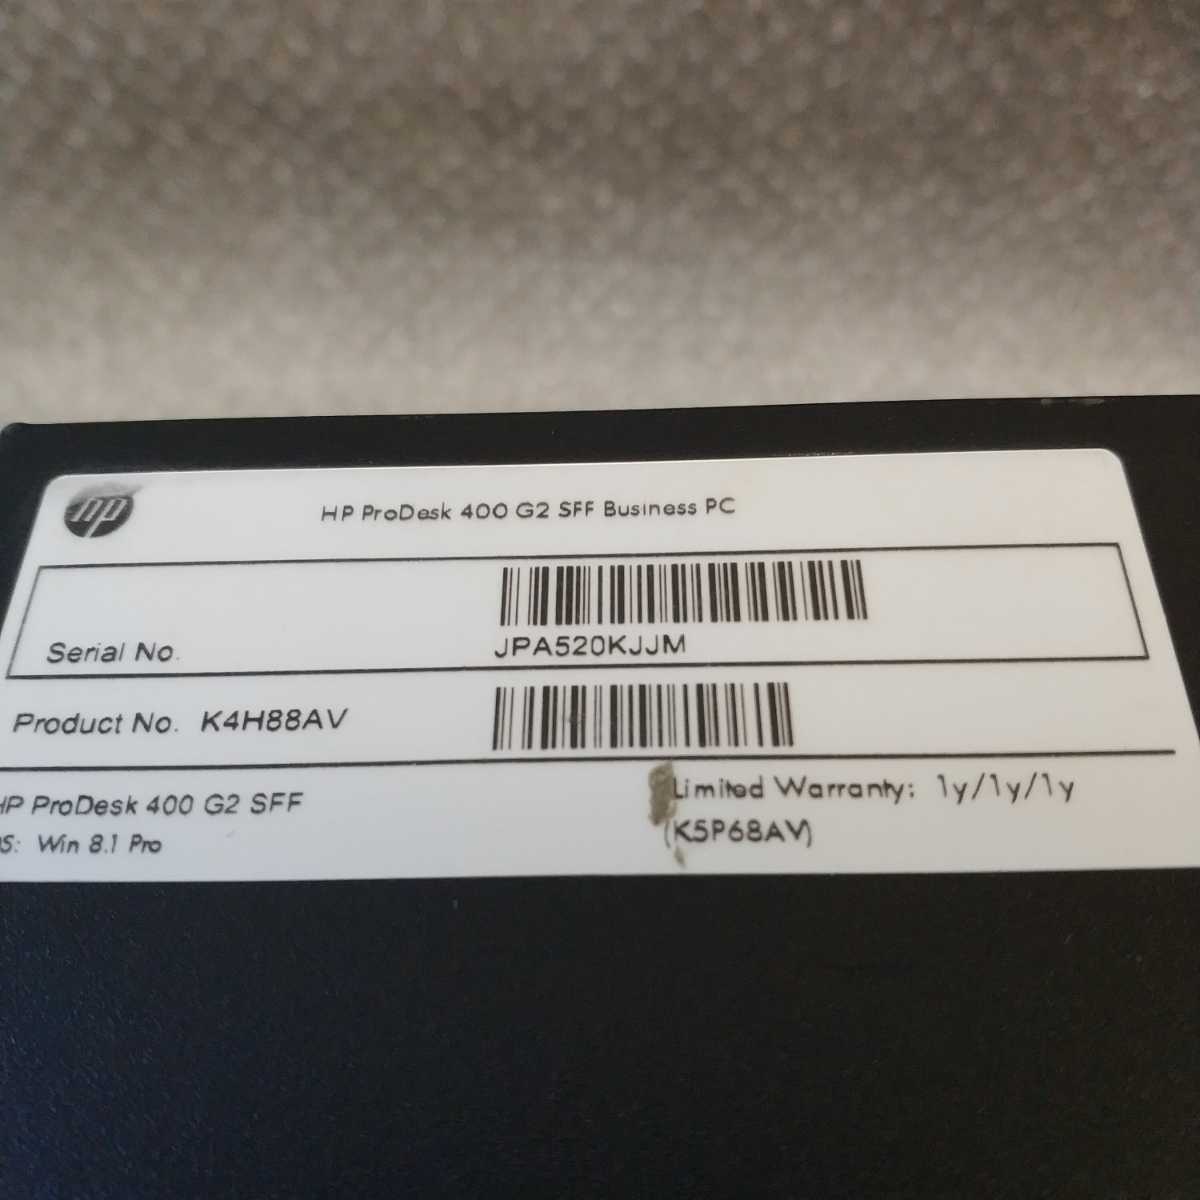 hp
HP ProDesk 400 G2 SFF Business PC
Serial No.
JPA520KJJM
Product No. K4H88AV
HP ProDesk 400 G2 SFF
OS: Win 8.1 Pro
Limited Warranty: 1y/1y/1y
(K5P68AV)